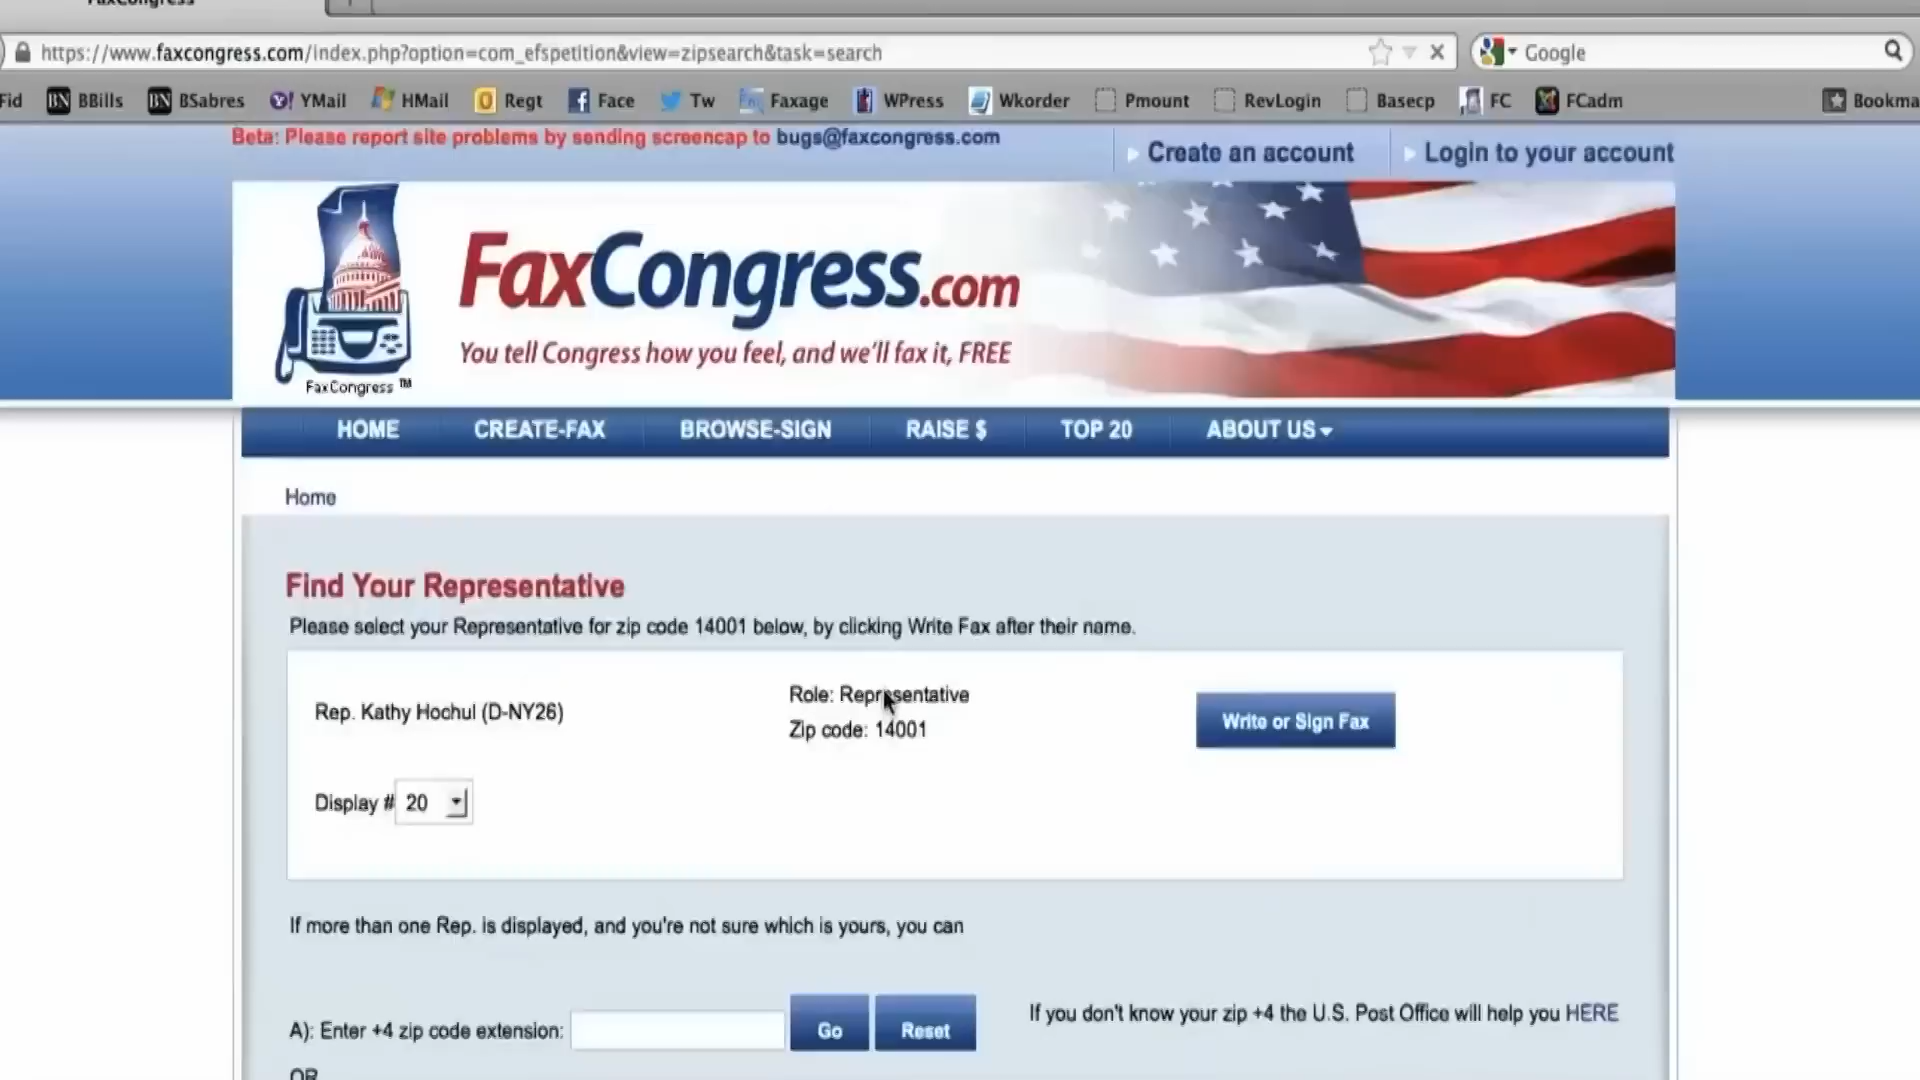 FaxCongress
https://www.faxcongress.com/index.php?option=com_efspetition&view=zipsearch&task=search
Google
Fid BBills BSabres YMail HMail Regt Face Tw Faxage WPress Wkorder Pmount RevLogin Basecp FC FCadm Bookma
Beta: Please report site problems by sending screencap to bugs@faxcongress.com
Create an account Login to your account
FaxCongress.com
You tell Congress how you feel, and we'll fax it, FREE
FaxCongress ™
HOME CREATE-FAX BROWSE-SIGN RAISE $ TOP 20 ABOUT US
Home
Find Your Representative
Please select your Representative for zip code 14001 below, by clicking Write Fax after their name.
Rep. Kathy Hochul (D-NY26)
Role: Representative
Zip code: 14001
Write or Sign Fax
Display # 20
If more than one Rep. is displayed, and you're not sure which is yours, you can
A): Enter +4 zip code extension: Go Reset
If you don't know your zip +4 the U.S. Post Office will help you HERE
OR